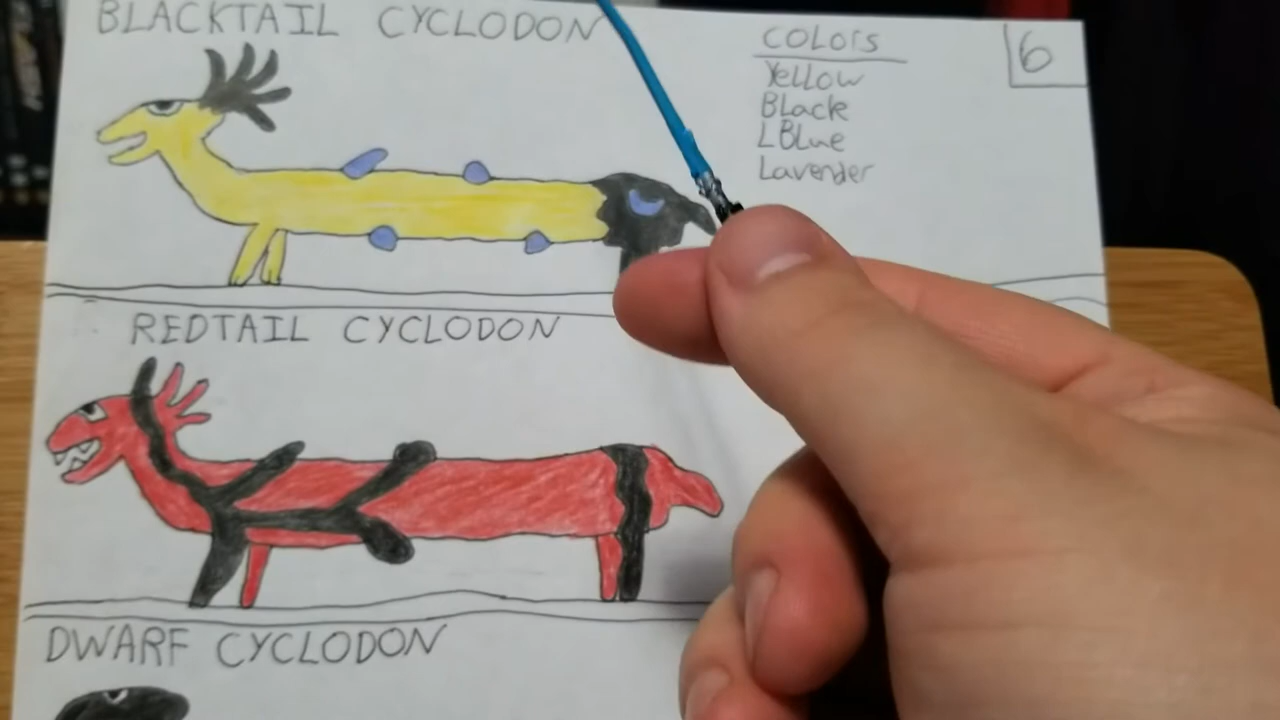 BLACKTAIL CYCLODON
COLOrS
Yellow
Black
LBlue
Lavender
6
REDTAIL CYCLODON
DWARF CYCLODON